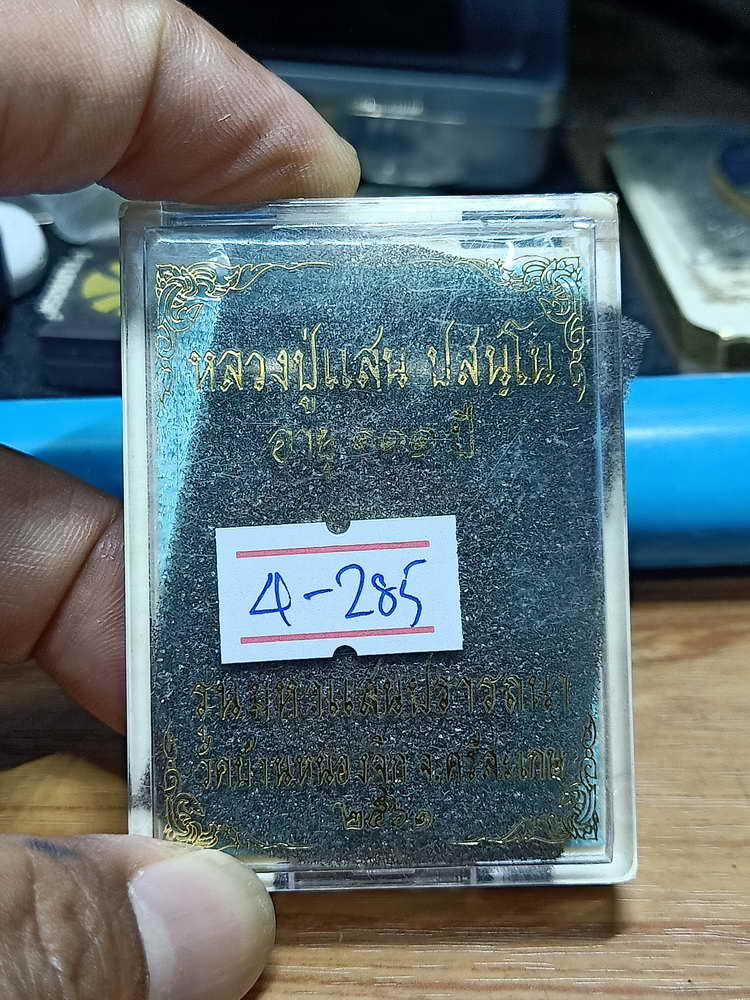 หลวงปู่แสน ปสนฺโน
อายุ ๑๑๑ ปี
4-285
รุ่นมหาแสนปรารถนา
วัดบ้านหนองจิก จ.ศรีสะเกษ
๒๕๖๑